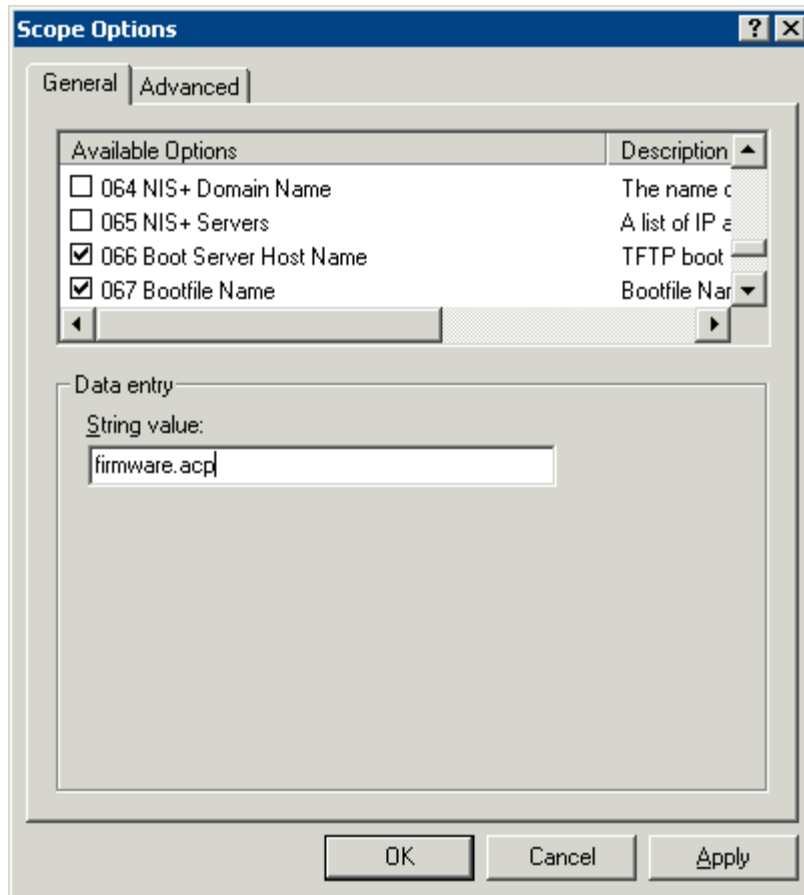 Scope Options
General Advanced
Available Options Description
064 NIS+ Domain Name The name
065 NIS+ Servers A list of IP
066 Boot Server Host Name TFTP boot
067 Bootfile Name Bootfile
Data entry
String value:
firmware.acp
OK Cancel Apply